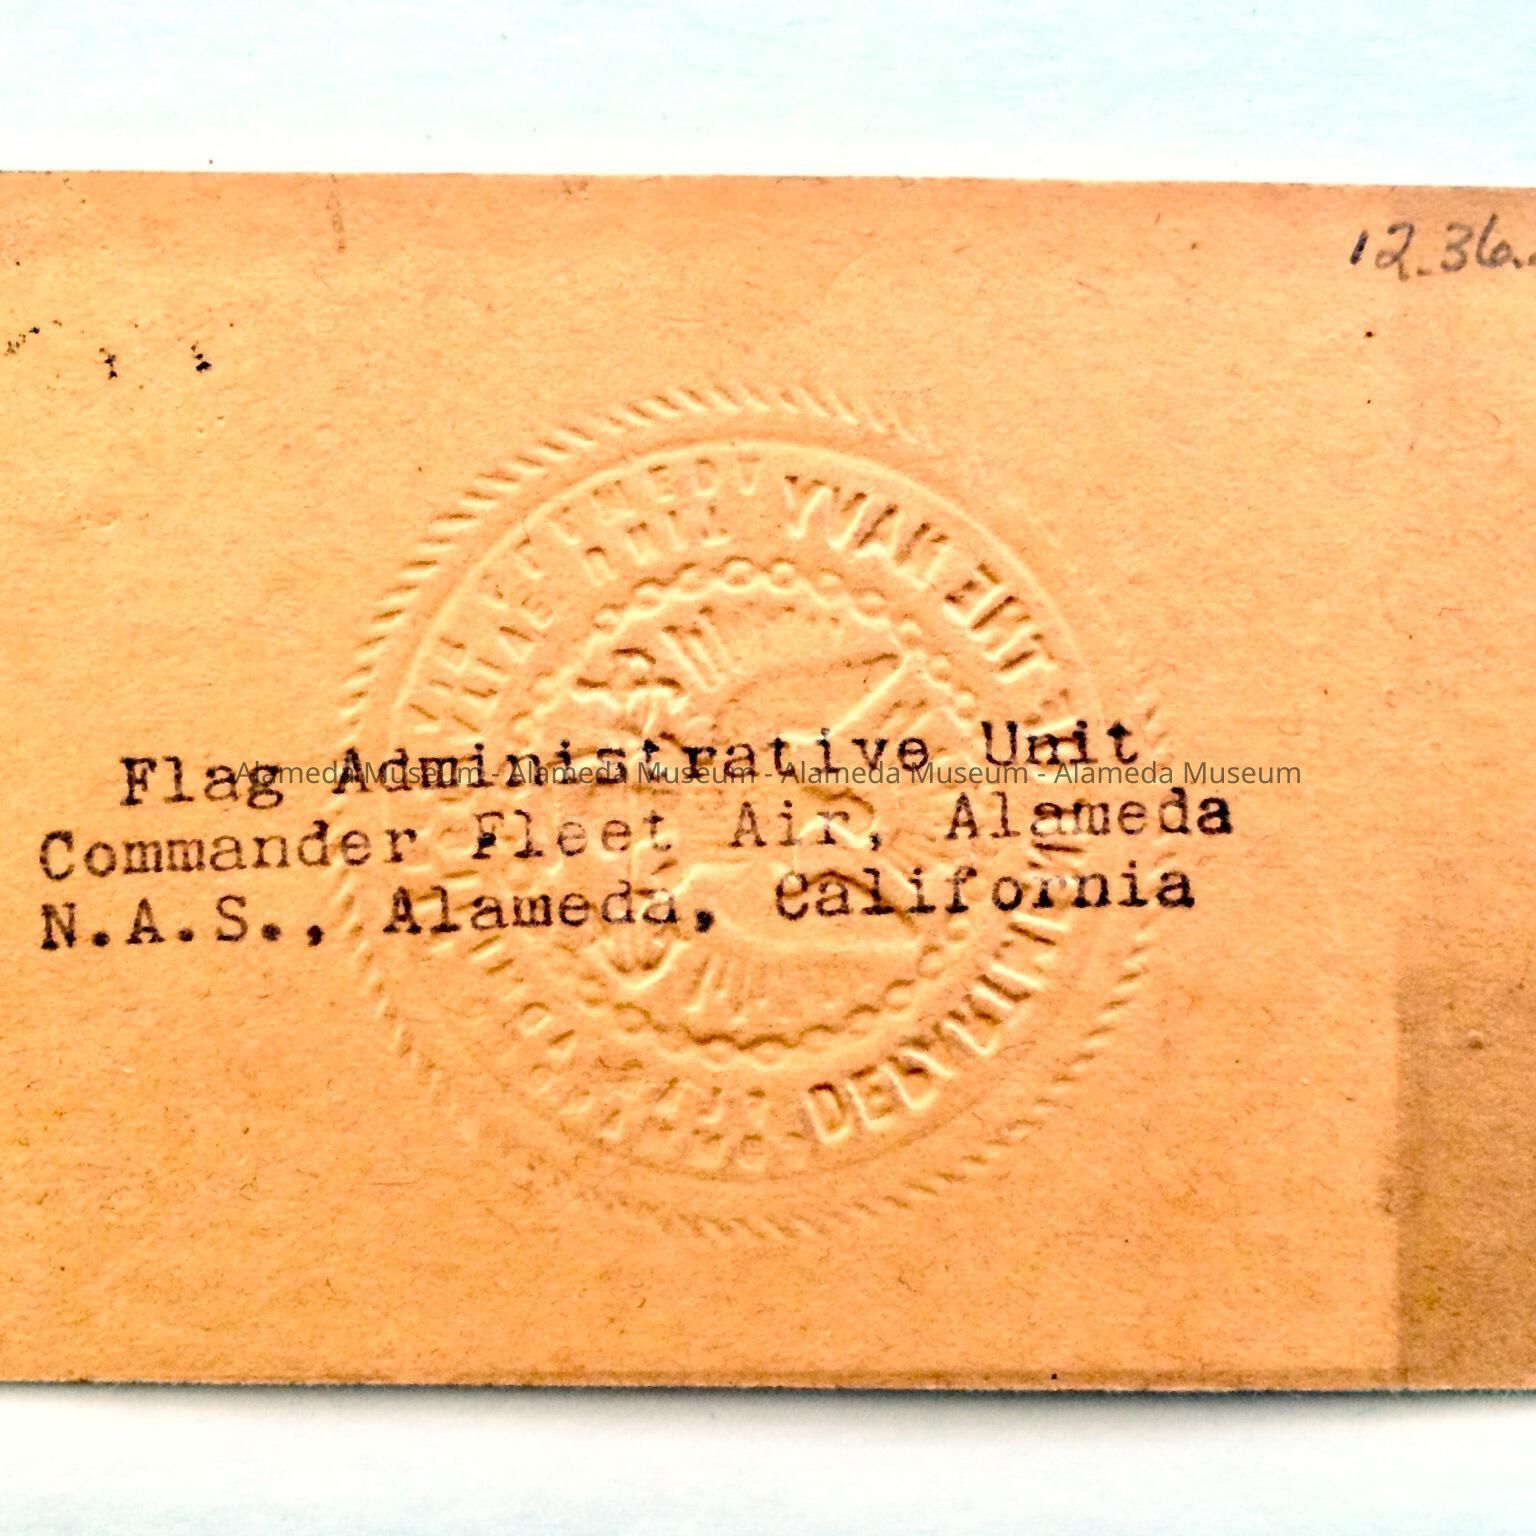 12.36.
Flag Administrative Unit
Alameda Museum - Alameda Museum - Alameda Museum - Alameda Museum
Commander Fleet Air, Alameda
N.A.S., Alameda, California